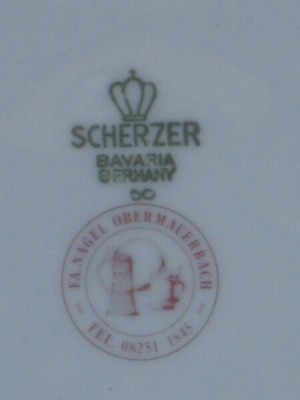 SCHERZER
BAVARIA
GERMANY
FA. NAGEL OBERMAUERBACH
TEL. 08251 1845